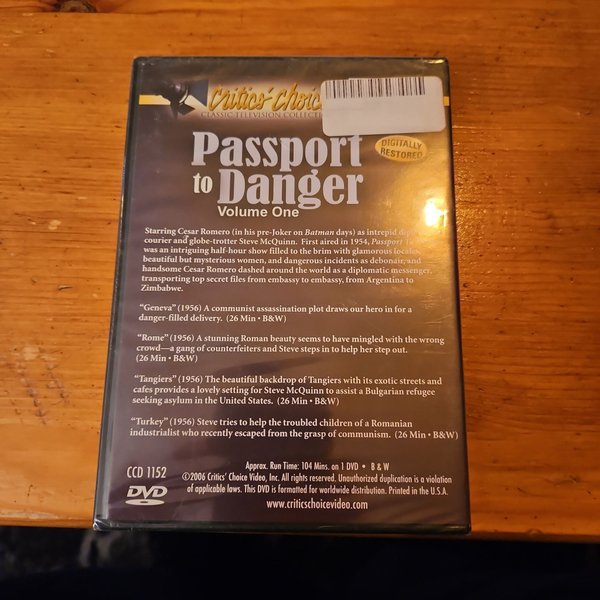 Critics' Choic
CLASSIC TELEVISION COLLECT
DIGITALLY
RESTORED
Passport
to Danger
Volume One
Starring Cesar Romero (in his pre-Joker on Batman days) as intrepid
courier and globe-trotter Steve McQuinn. First aired in 1954, Passport
was an intriguing half-hour show filled to the brim with glamorous locales,
beautiful but mysterious women, and dangerous incidents as debonair, and
handsome Cesar Romero dashed around the world as a diplomatic messenger,
transporting top secret files from embassy to embassy, from Argentina to
Zimbabwe.
"Geneva" (1956) A communist assassination plot draws our hero in for a
danger-filled delivery. (26 Min • B&W)
"Rome" (1956) A stunning Roman beauty seems to have mingled with the wrong
crowd—a gang of counterfeiters and Steve steps in to help her step out.
(26 Min • B&W)
"Tangiers" (1956) The beautiful backdrop of Tangiers with its exotic streets and
cafes provides a lovely setting for Steve McQuinn to assist a Bulgarian refugee
seeking asylum in the United States. (26 Min • B&W)
"Turkey" (1956) Steve tries to help the troubled children of a Romanian
industrialist who recently escaped from the grasp of communism. (26 Min • B&W)
CCD 1152
DVD
Approx. Run Time: 104 Mins. on 1 DVD • B & W
©2006 Critics' Choice Video, Inc. All rights reserved. Unauthorized duplication is a violation
of applicable laws. This DVD is formatted for worldwide distribution. Printed in the U.S.A.
www.criticschoicevideo.com